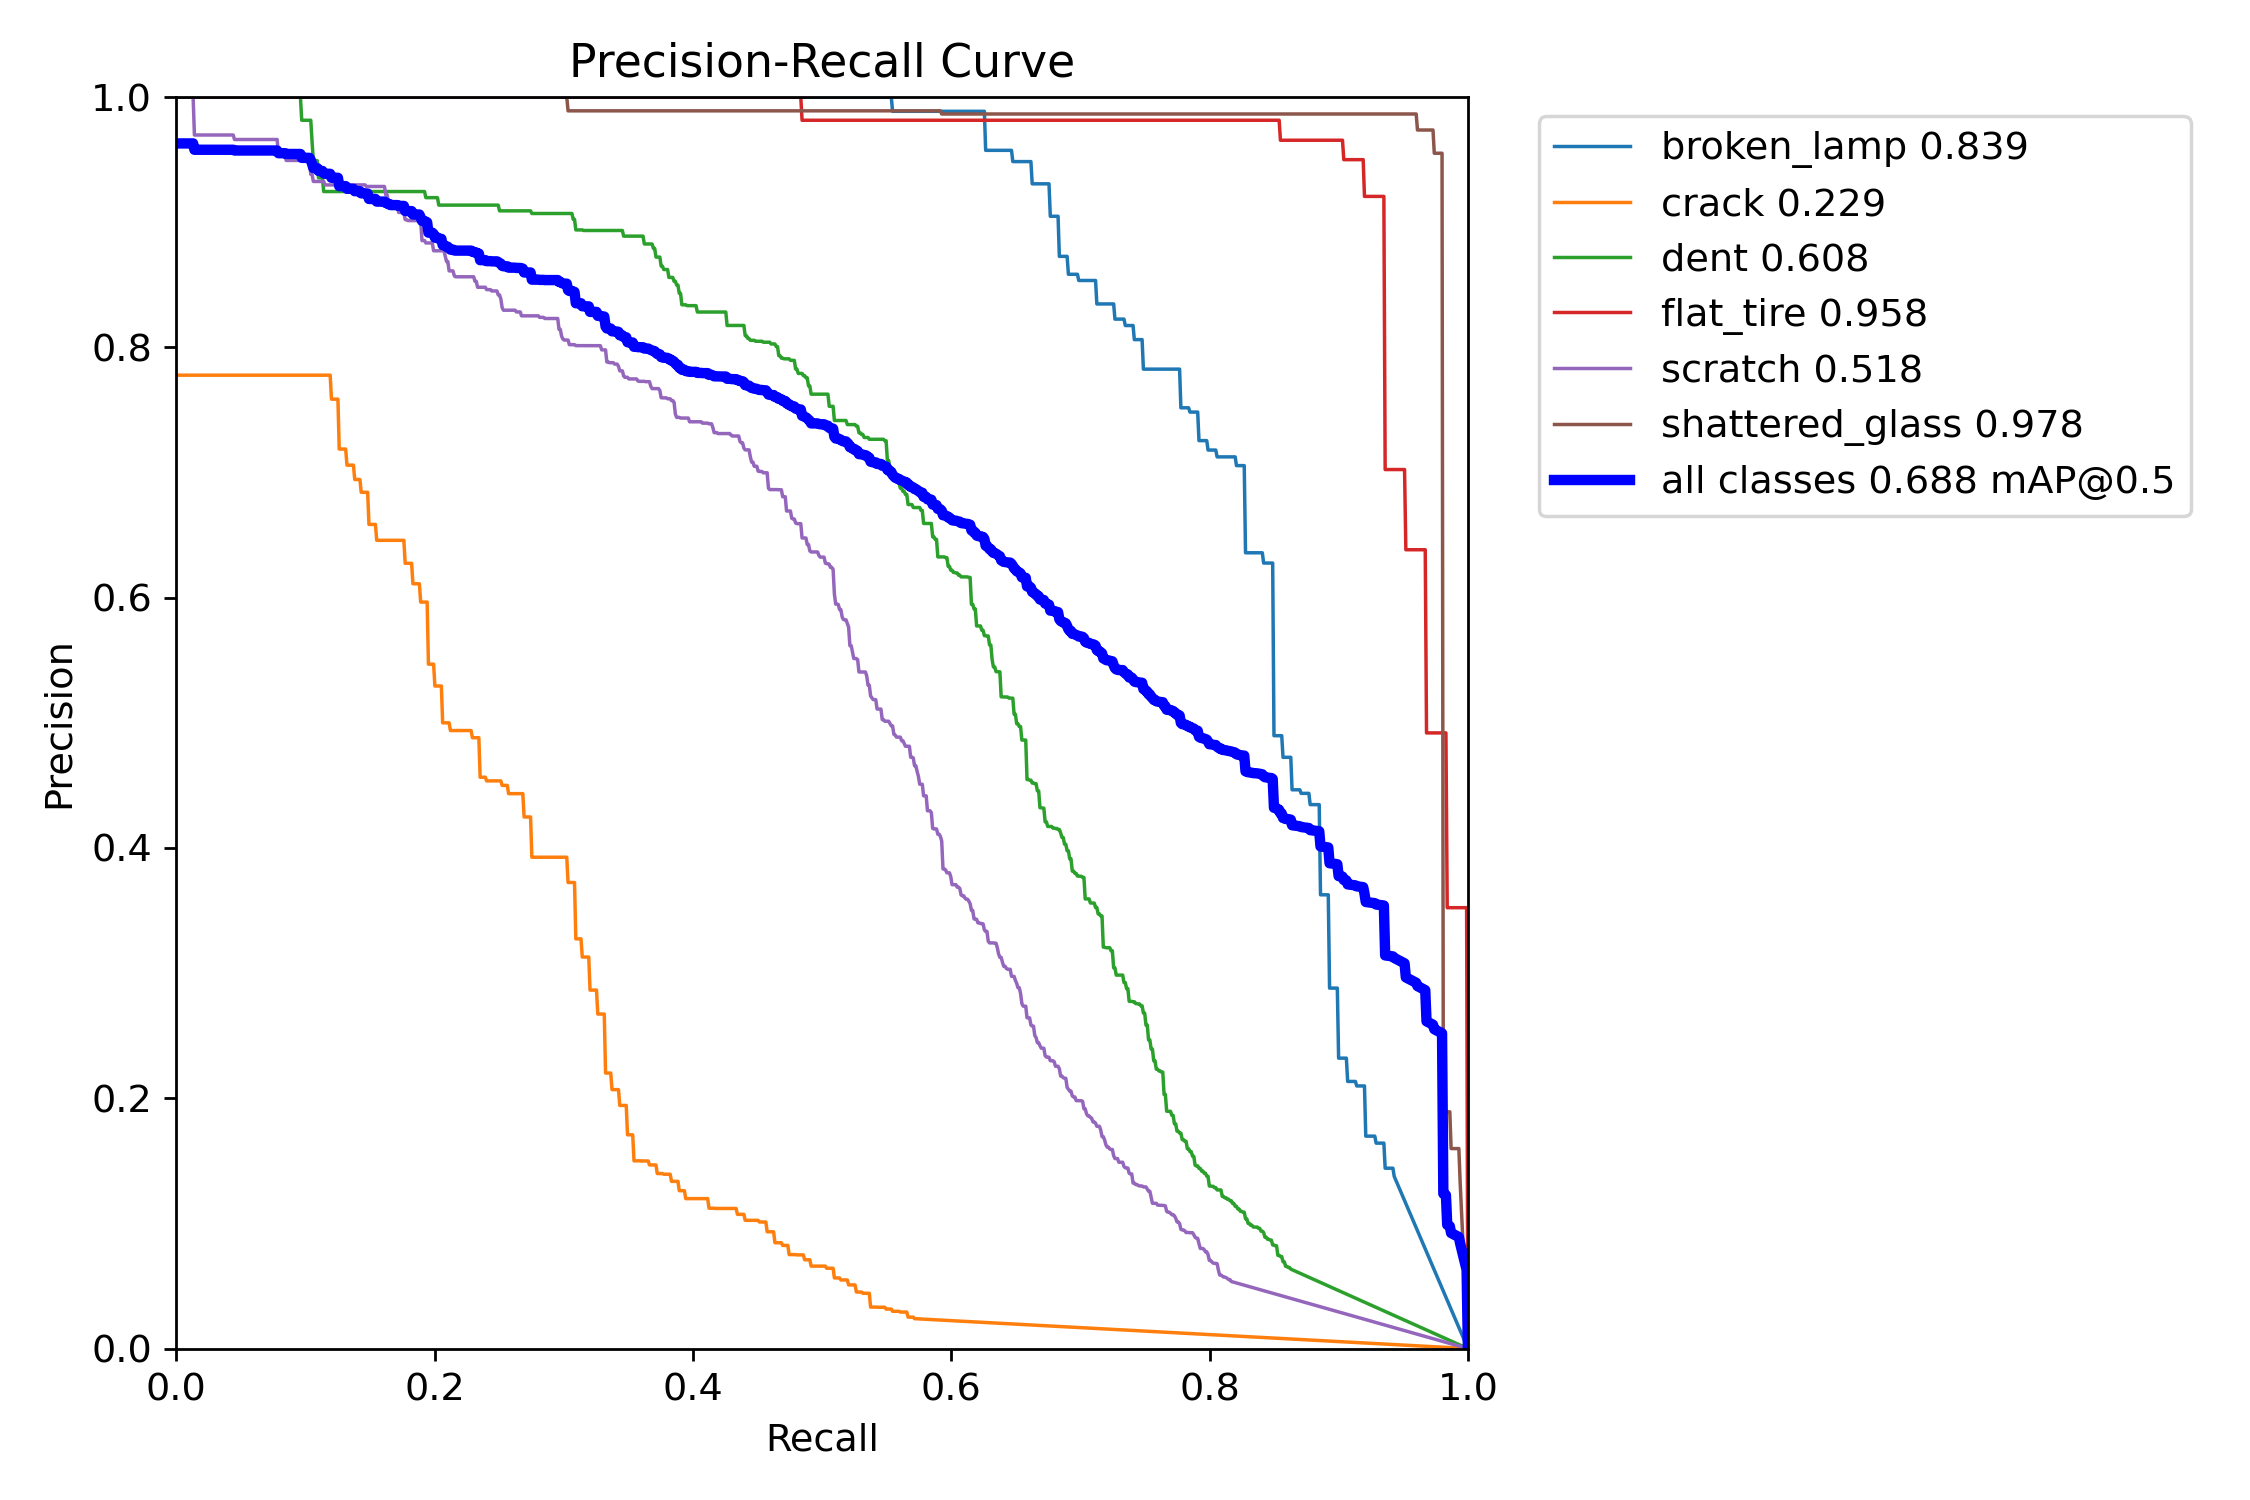 Precision-Recall Curve
1.0
0.8
0.6
0.4
0.2
0.0
Precision
0.0 0.2 0.4 0.6 0.8 1.0
Recall
broken_lamp 0.839
crack 0.229
dent 0.608
flat_tire 0.958
scratch 0.518
shattered_glass 0.978
all classes 0.688 mAP@0.5